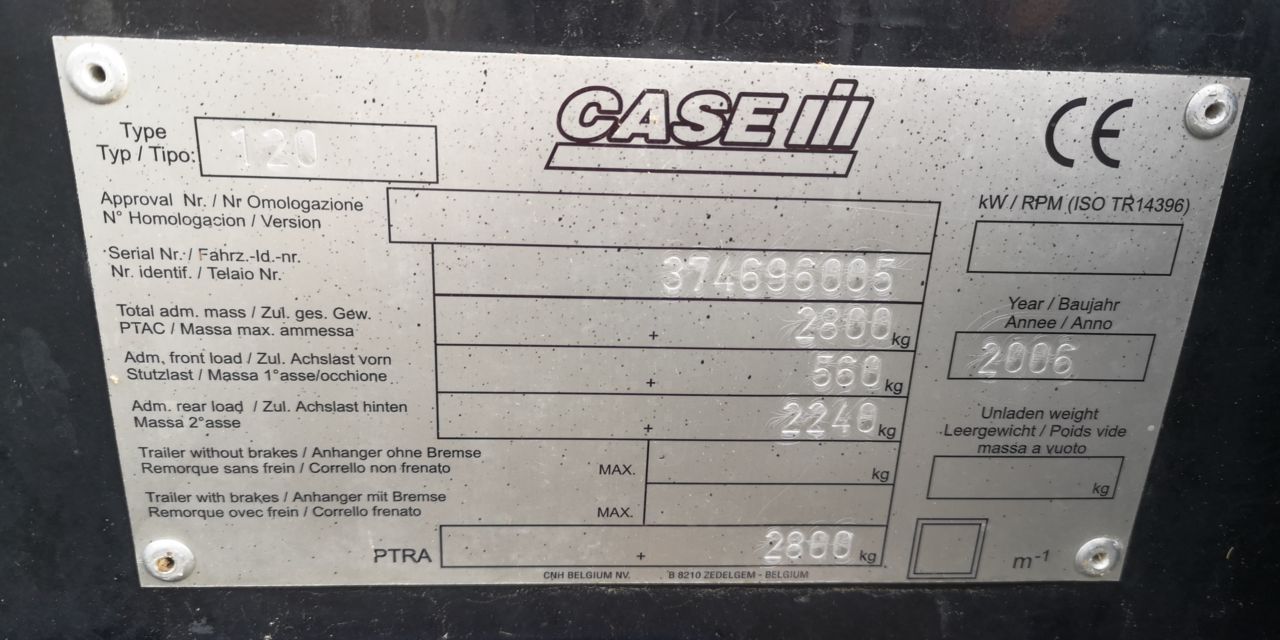 CASE III
CE
Type
Typ / Tipo: 120
Approval Nr. / Nr Omologazione
N° Homologacion / Version
kW / RPM (ISO TR14396)
Serial Nr. / Fahrz.-Id.-nr.
Nr. identif. / Telaio Nr. 374696005
Total adm. mass / Zul. ges. Gew.
PTAC / Massa max. ammessa + 2800 kg
Year / Baujahr
Annee / Anno
2006
Adm. front load / Zul. Achslast vorn
Stutzlast / Massa 1°asse/occhione + 560 kg
Adm. rear load / Zul. Achslast hinten
Massa 2°asse + 2240 kg
Unladen weight
Leergewicht / Poids vide
massa a vuoto
kg
Trailer without brakes / Anhanger ohne Bremse
Remorque sans frein / Corrello non frenato MAX. kg
Trailer with brakes / Anhanger mit Bremse
Remorque ovec frein / Corrello frenato MAX.
PTRA + 2800 kg
m-1
CNH BELGIUM NV. B 8210 ZEDELGEM - BELGIUM